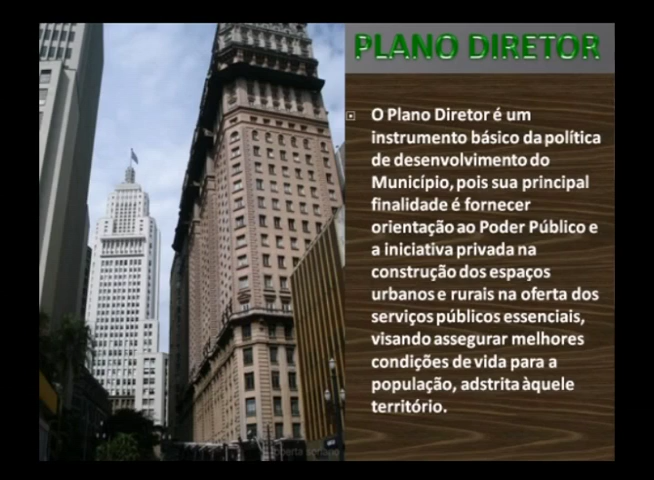 PLANO DIRETOR
O Plano Diretor é um
instrumento básico da política
de desenvolvimento do
Município, pois sua principal
finalidade é fornecer
orientação ao Poder Público e
a iniciativa privada na
construção dos espaços
urbanos e rurais na oferta dos
serviços públicos essenciais,
visando assegurar melhores
condições de vida para a
população, adstrita àquele
território.